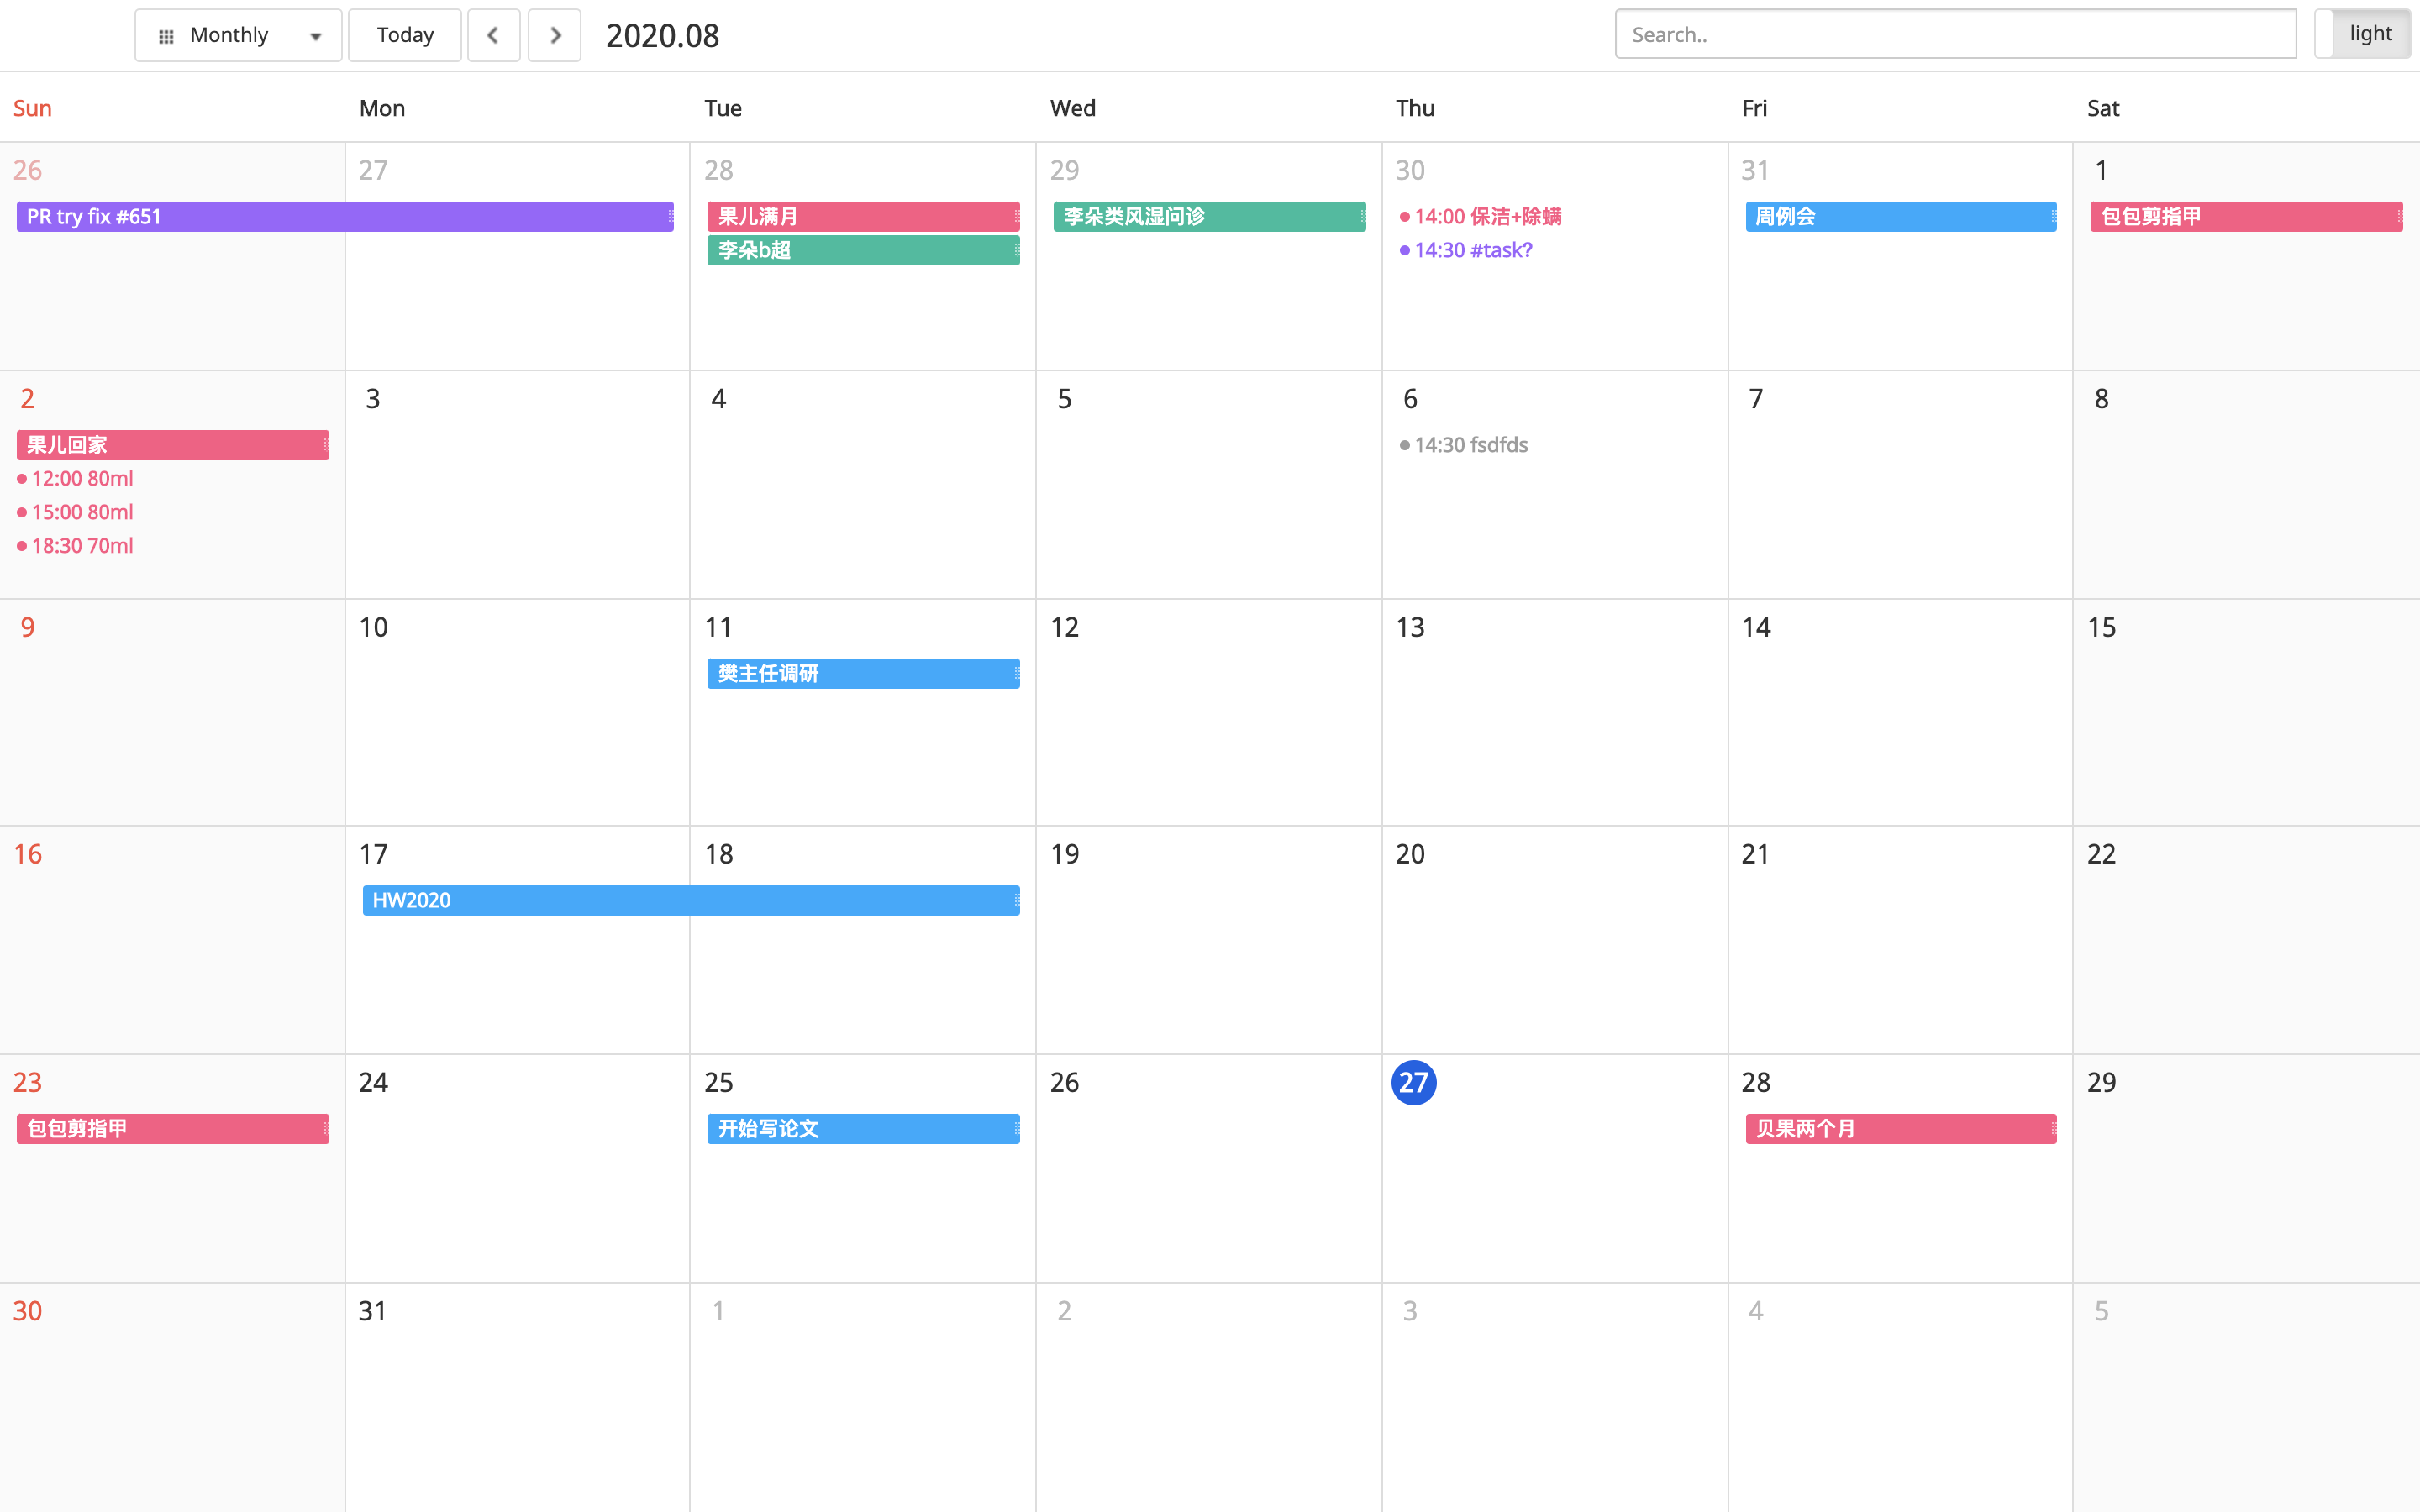 Monthly
Today
2020.08
Search..
light
Sun Mon Tue Wed Thu Fri Sat
26 27 28 29 30 31 1
PR try fix #651
果儿满月
李朵b超
李朵类风湿问诊
14:00 保洁+除螨
14:30 #task?
周例会
包包剪指甲
2 3 4 5 6 7 8
果儿回家
12:00 80ml
15:00 80ml
18:30 70ml
14:30 fsdfds
9 10 11 12 13 14 15
樊主任调研
16 17 18 19 20 21 22
HW2020
23 24 25 26 27 28 29
包包剪指甲
开始写论文
贝果两个月
30 31 1 2 3 4 5